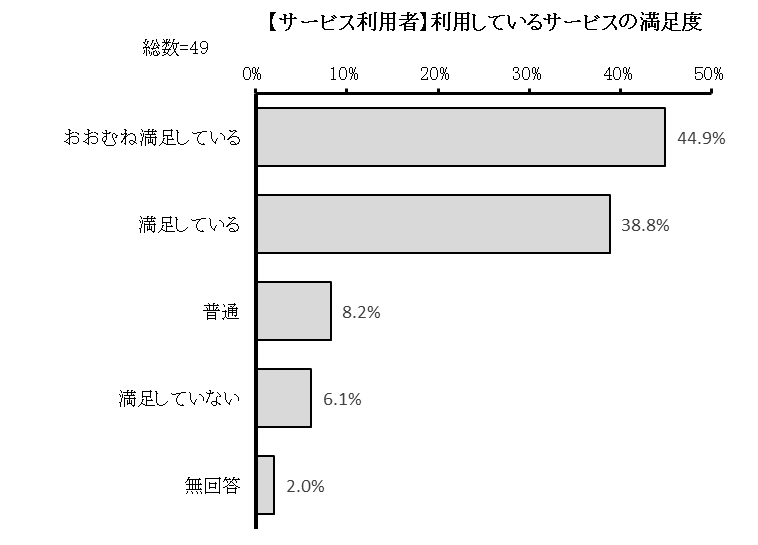 【サービス利用者】利用しているサービスの満足度
総数=49
0% 10% 20% 30% 40% 50%
おおむね満足している 44.9%
満足している 38.8%
普通 8.2%
満足していない 6.1%
無回答 2.0%